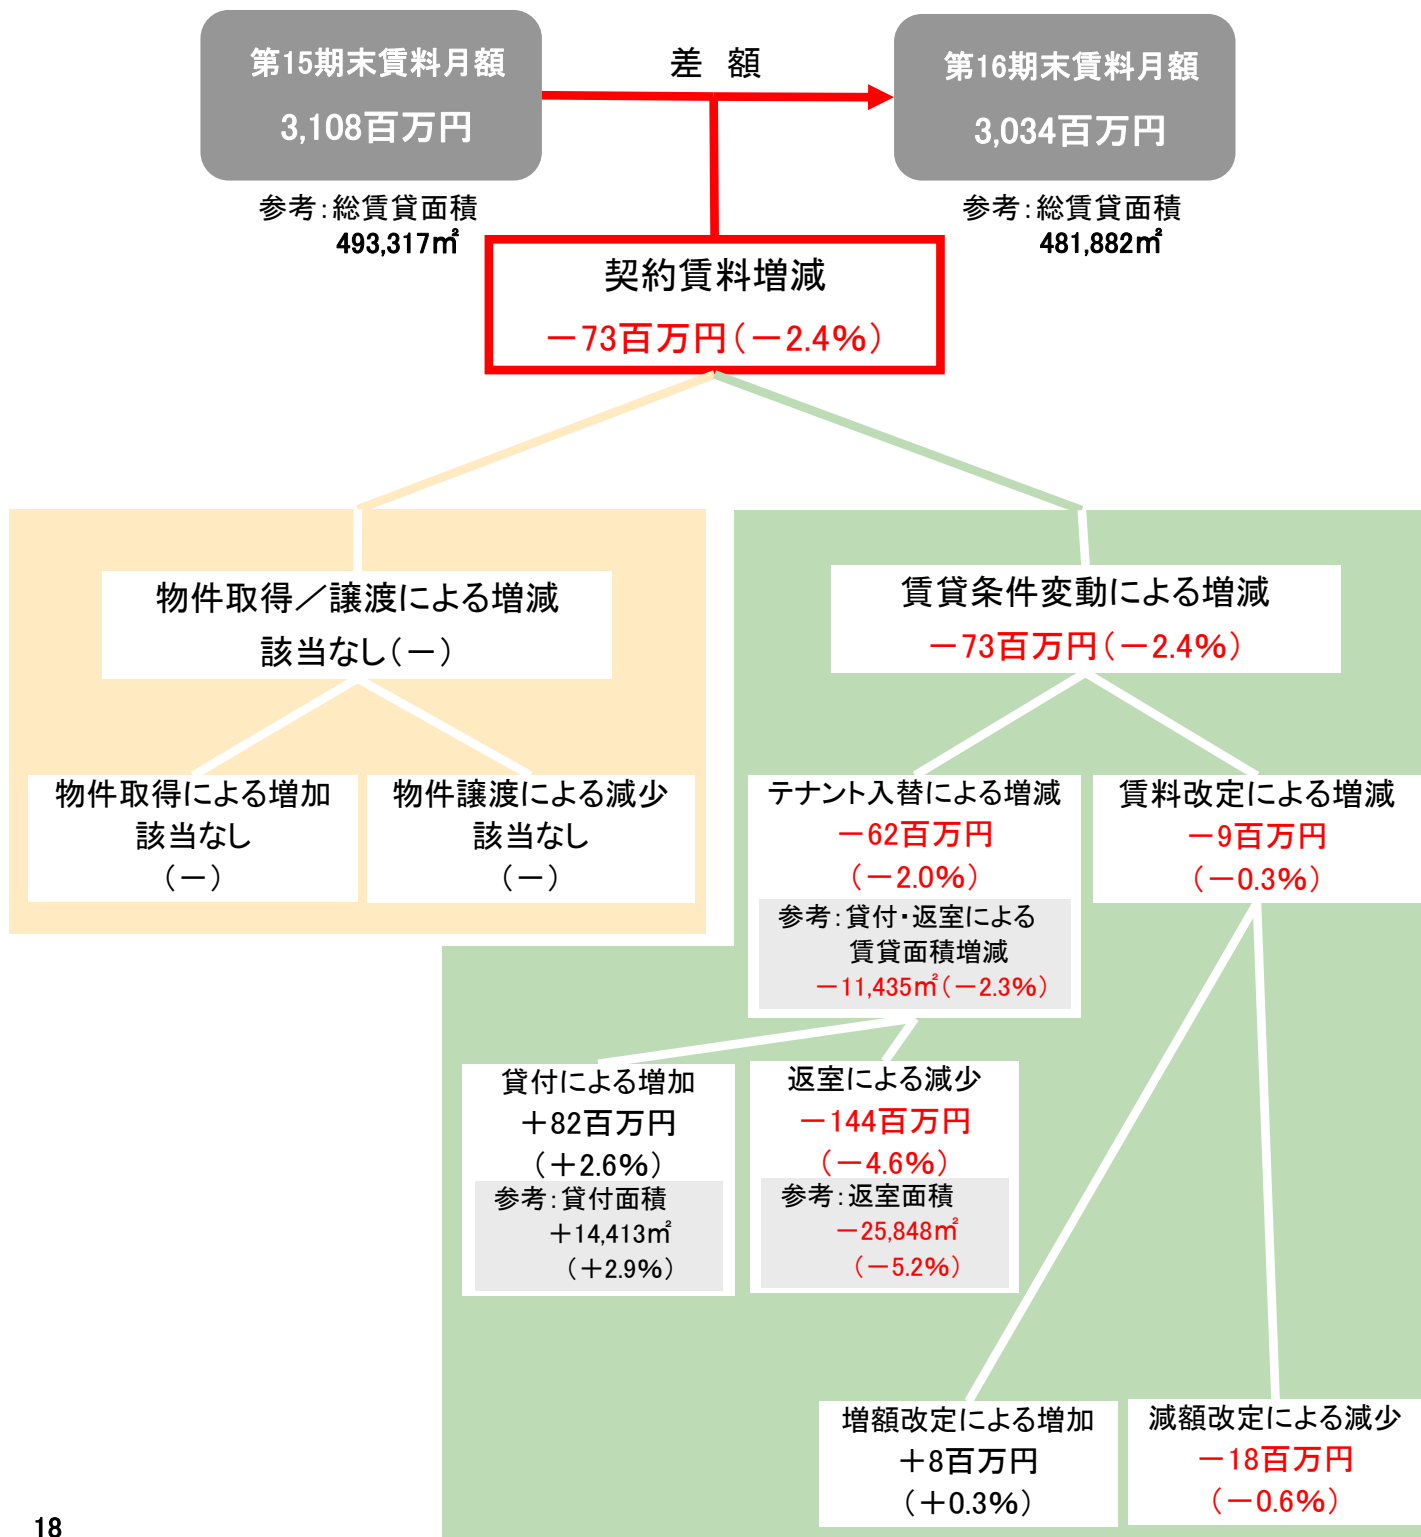 第15期末賃料月額
3,108百万円
差 額
第16期末賃料月額
3,034百万円
参考：総賃貸面積
493,317㎡
参考：総賃貸面積
481,882㎡
契約賃料増減
－73百万円（－2.4％）
物件取得／譲渡による増減
該当なし（－）
物件取得による増加
該当なし
（－）
物件譲渡による減少
該当なし
（－）
賃貸条件変動による増減
－73百万円（－2.4％）
テナント入替による増減
－62百万円
（－2.0％）
参考：貸付・返室による
賃貸面積増減
－11,435㎡（－2.3％）
賃料改定による増減
－9百万円
（－0.3％）
貸付による増加
＋82百万円
（＋2.6％）
参考：貸付面積
＋14,413㎡
（＋2.9％）
返室による減少
－144百万円
（－4.6％）
参考：返室面積
－25,848㎡
（－5.2％）
増額改定による増加
＋8百万円
（＋0.3％）
減額改定による減少
－18百万円
（－0.6％）
18